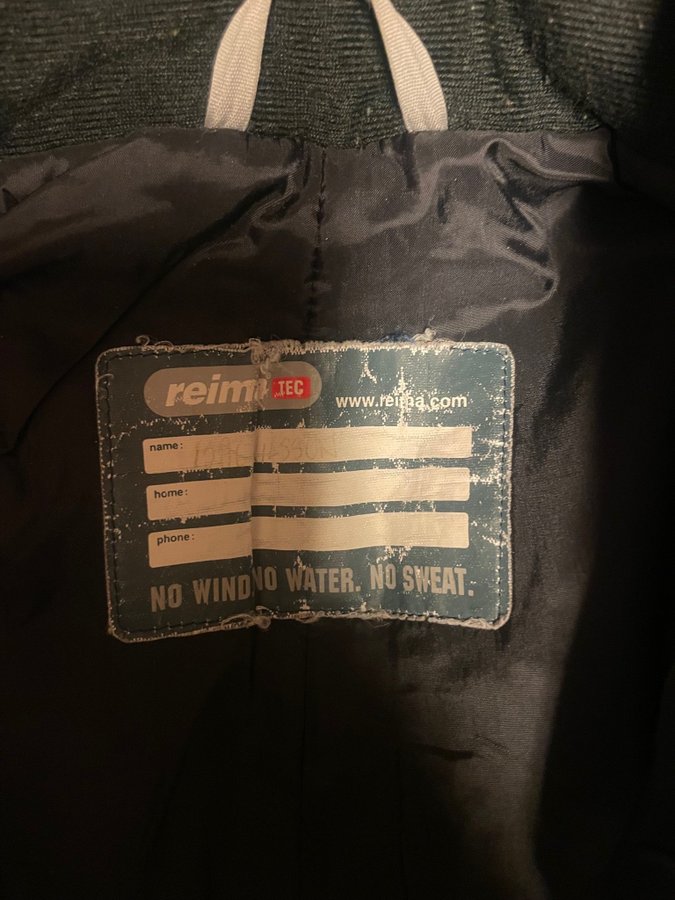 reima TEC
www.reima.com
name:
home:
phone:
NO WIND NO WATER. NO SWEAT.